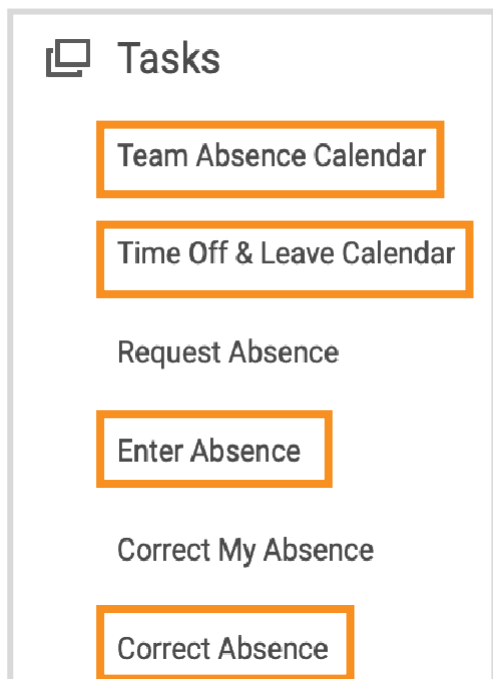 Tasks
Team Absence Calendar
Time Off & Leave Calendar
Request Absence
Enter Absence
Correct My Absence
Correct Absence